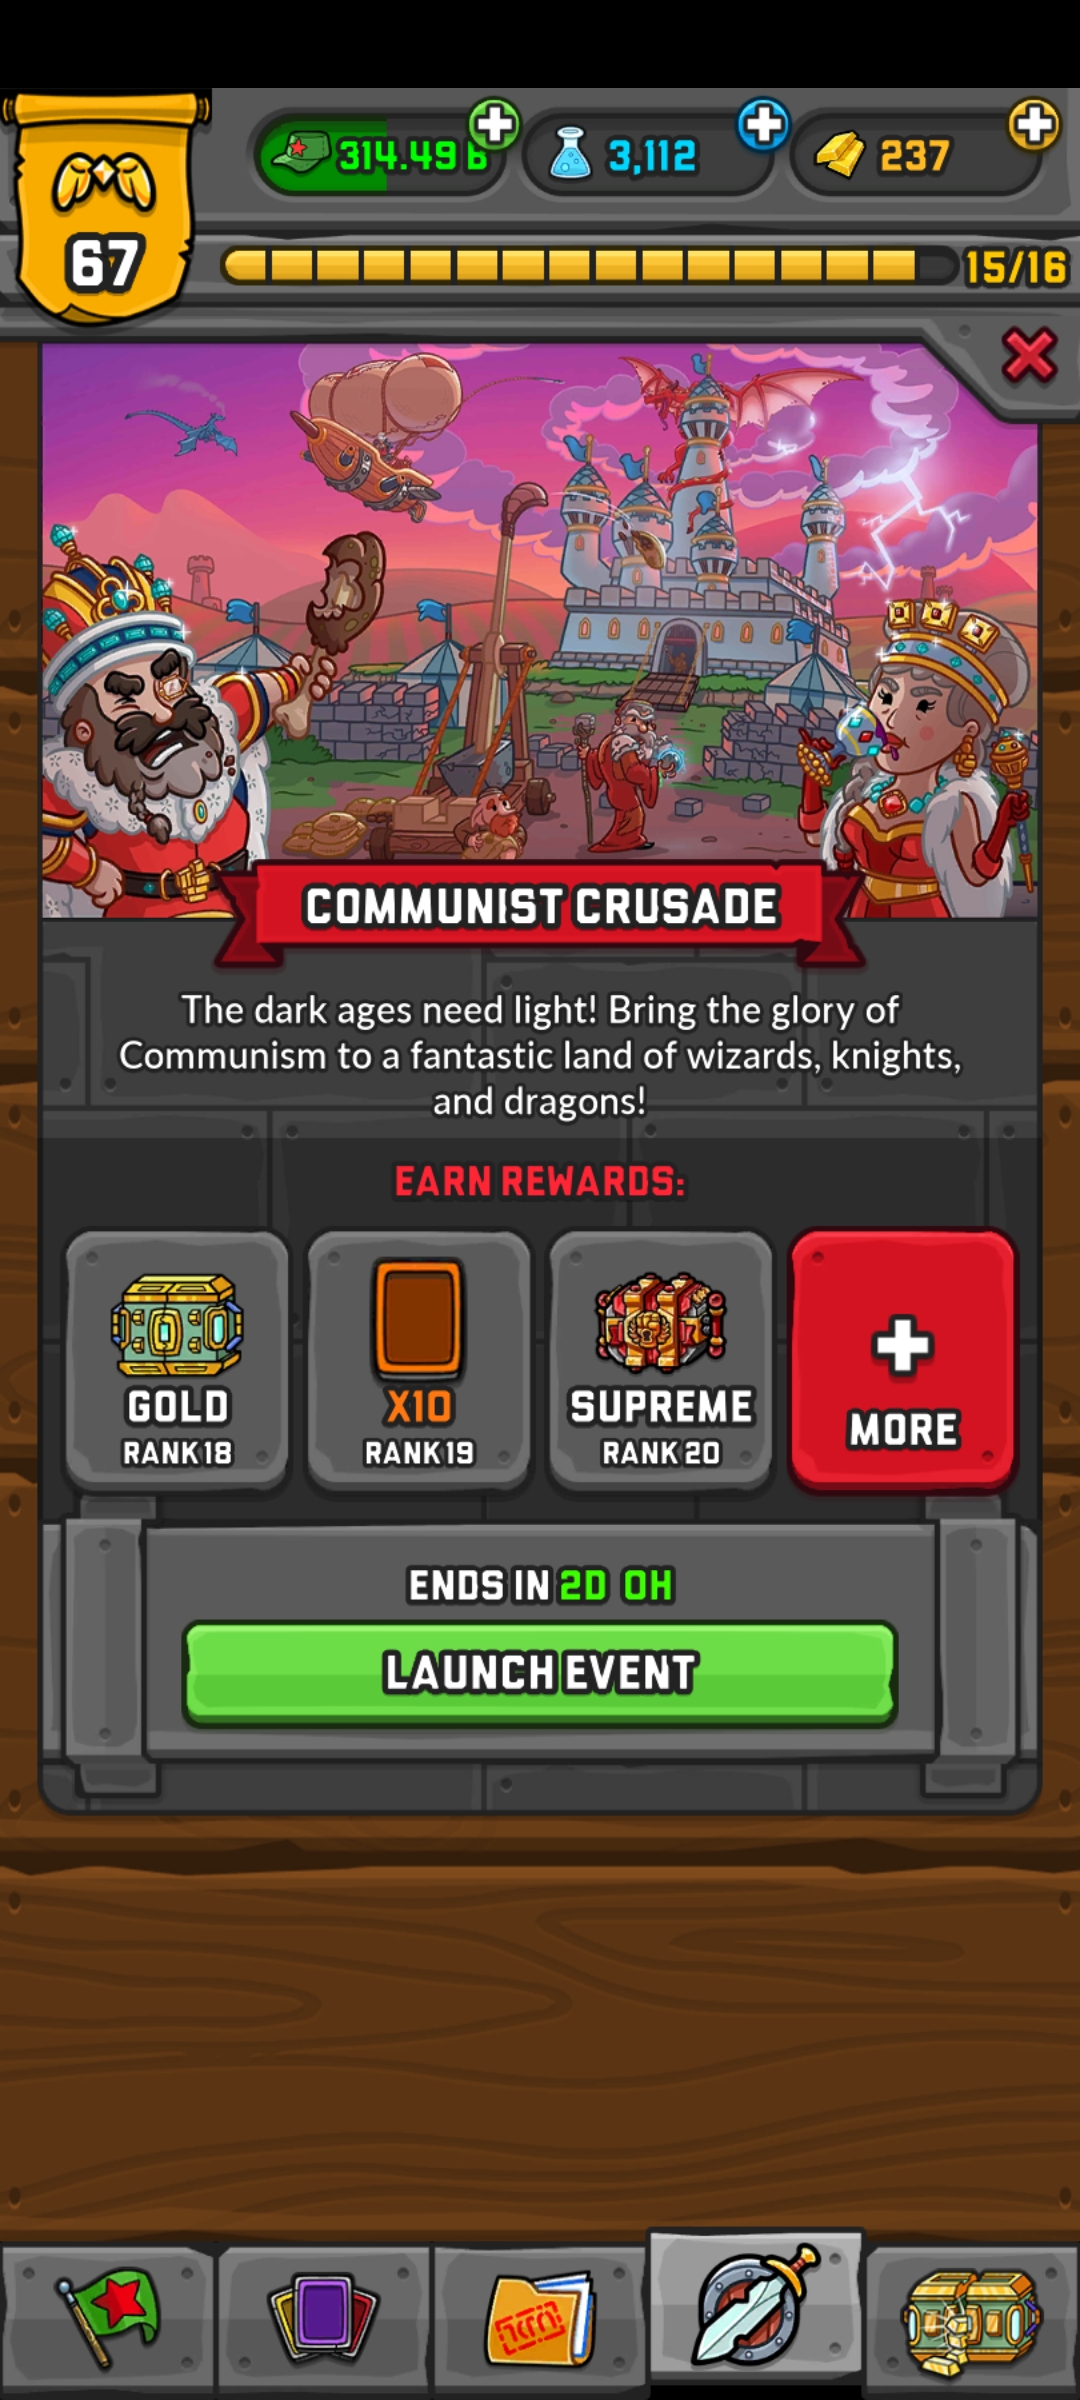 314.49 B
3,112
237
67
15/16
COMMUNIST CRUSADE
The dark ages need light! Bring the glory of
Communism to a fantastic land of wizards, knights,
and dragons!
EARN REWARDS:
GOLD
RANK 18
X10
RANK 19
SUPREME
RANK 20
MORE
ENDS IN 2D 0H
LAUNCH EVENT